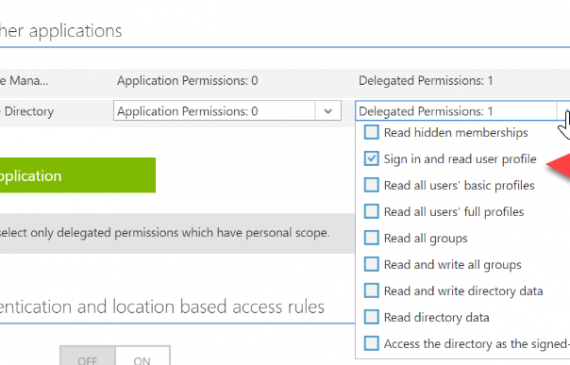 her applications
e Mana... Application Permissions: 0 Delegated Permissions: 1
e Directory Application Permissions: 0 Delegated Permissions: 1
Read hidden memberships
Sign in and read user profile
Read all users' basic profiles
Read all users' full profiles
Read all groups
Read and write all groups
Read and write directory data
Read directory data
Access the directory as the signed-
pplication
select only delegated permissions which have personal scope.
entication and location based access rules
OFF ON